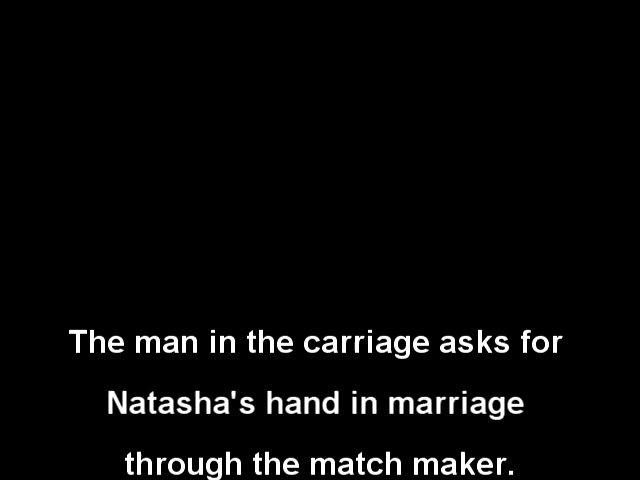 The man in the carriage asks for
Natasha's hand in marriage
through the match maker.